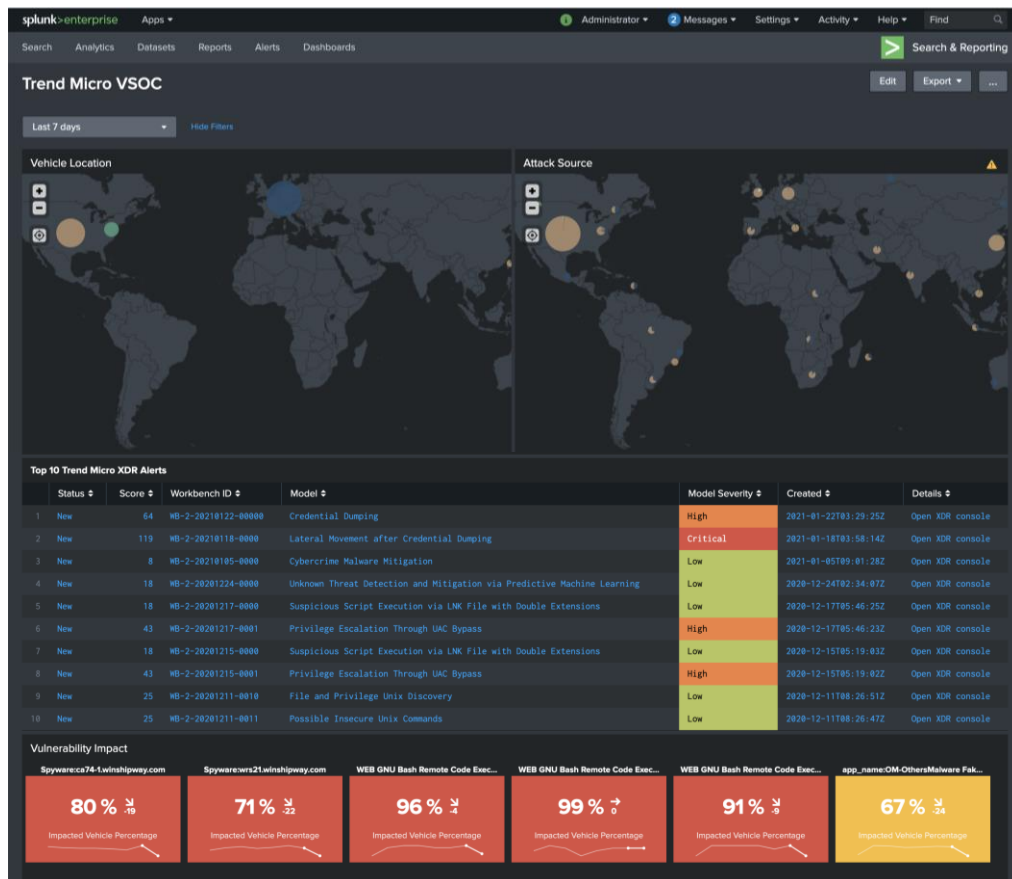 splunk>enterprise Apps i Administrator 2 Messages Settings Activity Help Find
Search Analytics Datasets Reports Alerts Dashboards > Search & Reporting
Trend Micro VSOC Edit Export ...
Last 7 days Hide Filters
Vehicle Location Attack Source
Top 10 Trend Micro XDR Alerts
Status Score Workbench ID Model Model Severity Created Details
1 New 64 WB-2-20210122-00000 Credential Dumping High 2021-01-22T03:29:25Z Open XDR console
2 New 119 WB-2-20210118-0000 Lateral Movement after Credential Dumping Critical 2021-01-18T03:58:14Z Open XDR console
3 New 8 WB-2-20210105-0000 Cybercrime Malware Mitigation Low 2021-01-05T09:01:28Z Open XDR console
4 New 18 WB-2-20201224-0000 Unknown Threat Detection and Mitigation via Predictive Machine Learning Low 2020-12-24T02:34:07Z Open XDR console
5 New 18 WB-2-20201217-0000 Suspicious Script Execution via LNK File with Double Extensions Low 2020-12-17T05:46:25Z Open XDR console
6 New 43 WB-2-20201217-0001 Privilege Escalation Through UAC Bypass High 2020-12-17T05:46:23Z Open XDR console
7 New 18 WB-2-20201215-0000 Suspicious Script Execution via LNK File with Double Extensions Low 2020-12-15T05:19:03Z Open XDR console
8 New 43 WB-2-20201215-0001 Privilege Escalation Through UAC Bypass High 2020-12-15T05:19:02Z Open XDR console
9 New 25 WB-2-20201211-0010 File and Privilege Unix Discovery Low 2020-12-11T08:26:51Z Open XDR console
10 New 25 WB-2-20201211-0011 Possible Insecure Unix Commands Low 2020-12-11T08:26:47Z Open XDR console
Vulnerability Impact
Spyware:ca74-1.winshipway.com Spyware:wrs21.winshipway.com WEB GNU Bash Remote Code Exec... WEB GNU Bash Remote Code Exec... WEB GNU Bash Remote Code Exec... app_name:OM-OthersMalware Fak...
80 % -19 71 % -22 96 % -4 99 % 0 91 % -9 67 % -24
Impacted Vehicle Percentage Impacted Vehicle Percentage Impacted Vehicle Percentage Impacted Vehicle Percentage Impacted Vehicle Percentage Impacted Vehicle Percentage